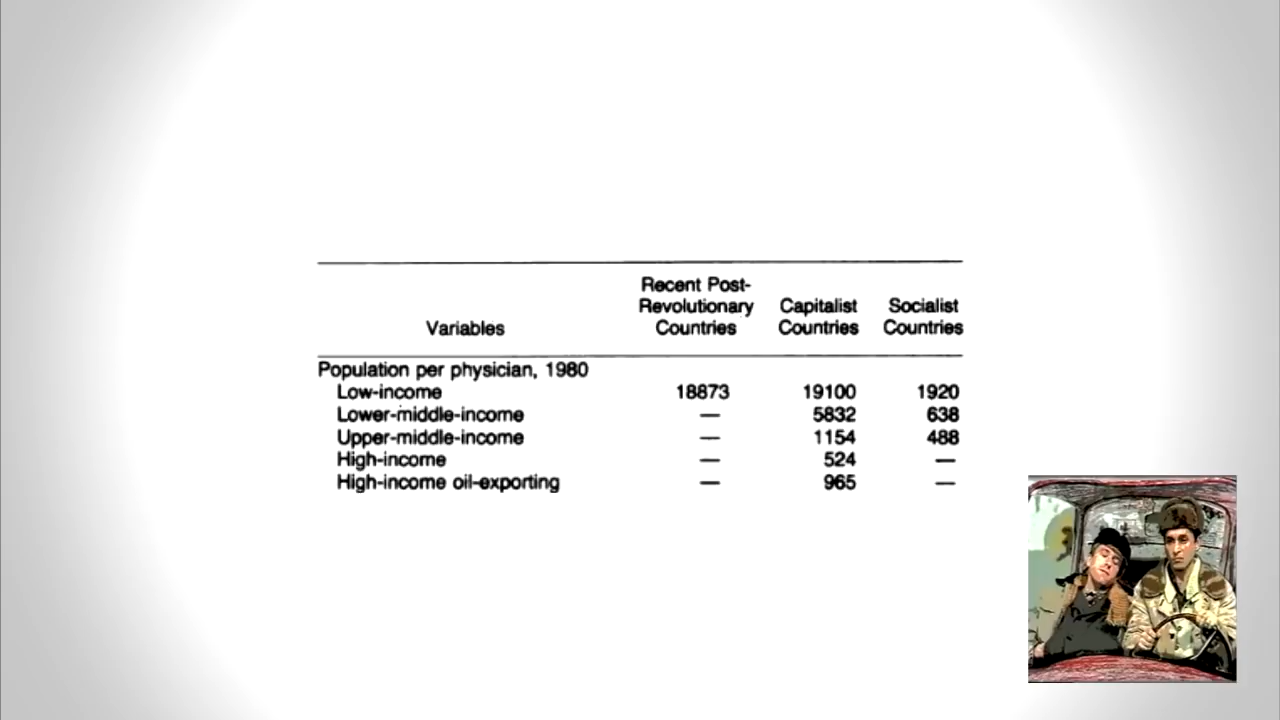 Recent Post-
Revolutionary Capitalist Socialist
Variables Countries Countries Countries
Population per physician, 1980
Low-income 18873 19100 1920
Lower-middle-income — 5832 638
Upper-middle-income — 1154 488
High-income — 524 —
High-income oil-exporting — 965 —